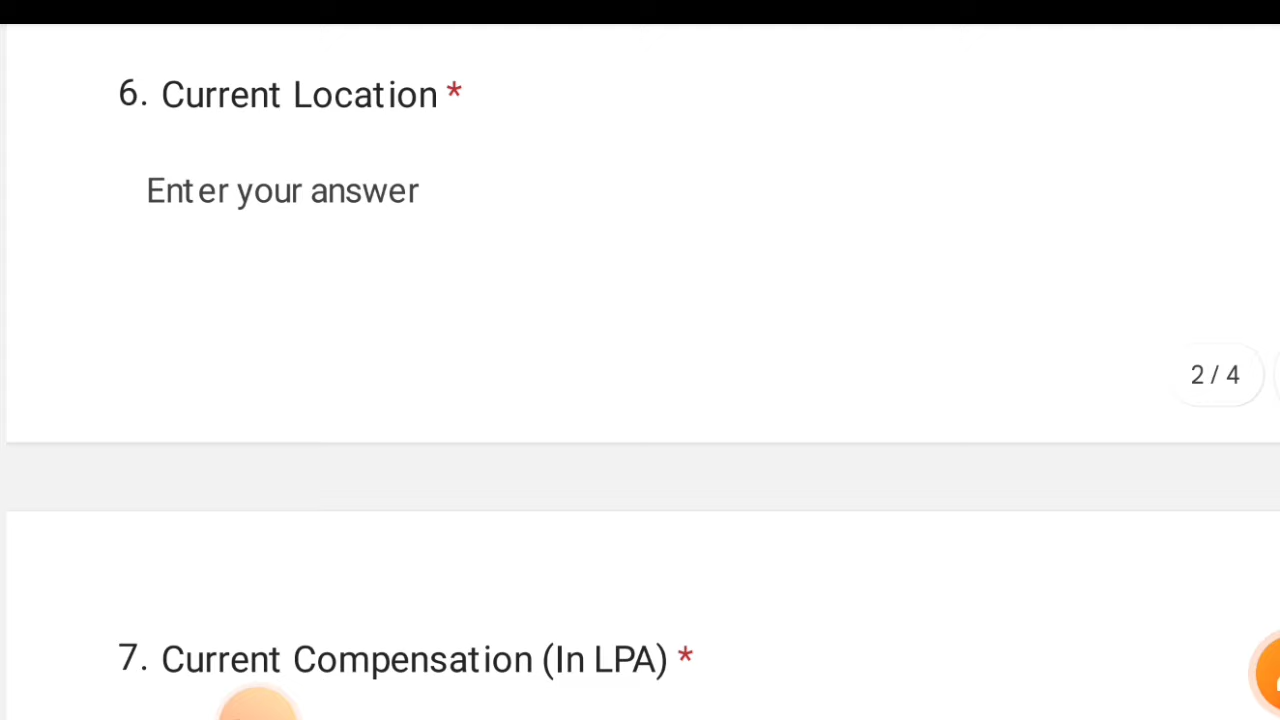 6. Current Location *
Enter your answer
2 / 4
7. Current Compensation (In LPA) *